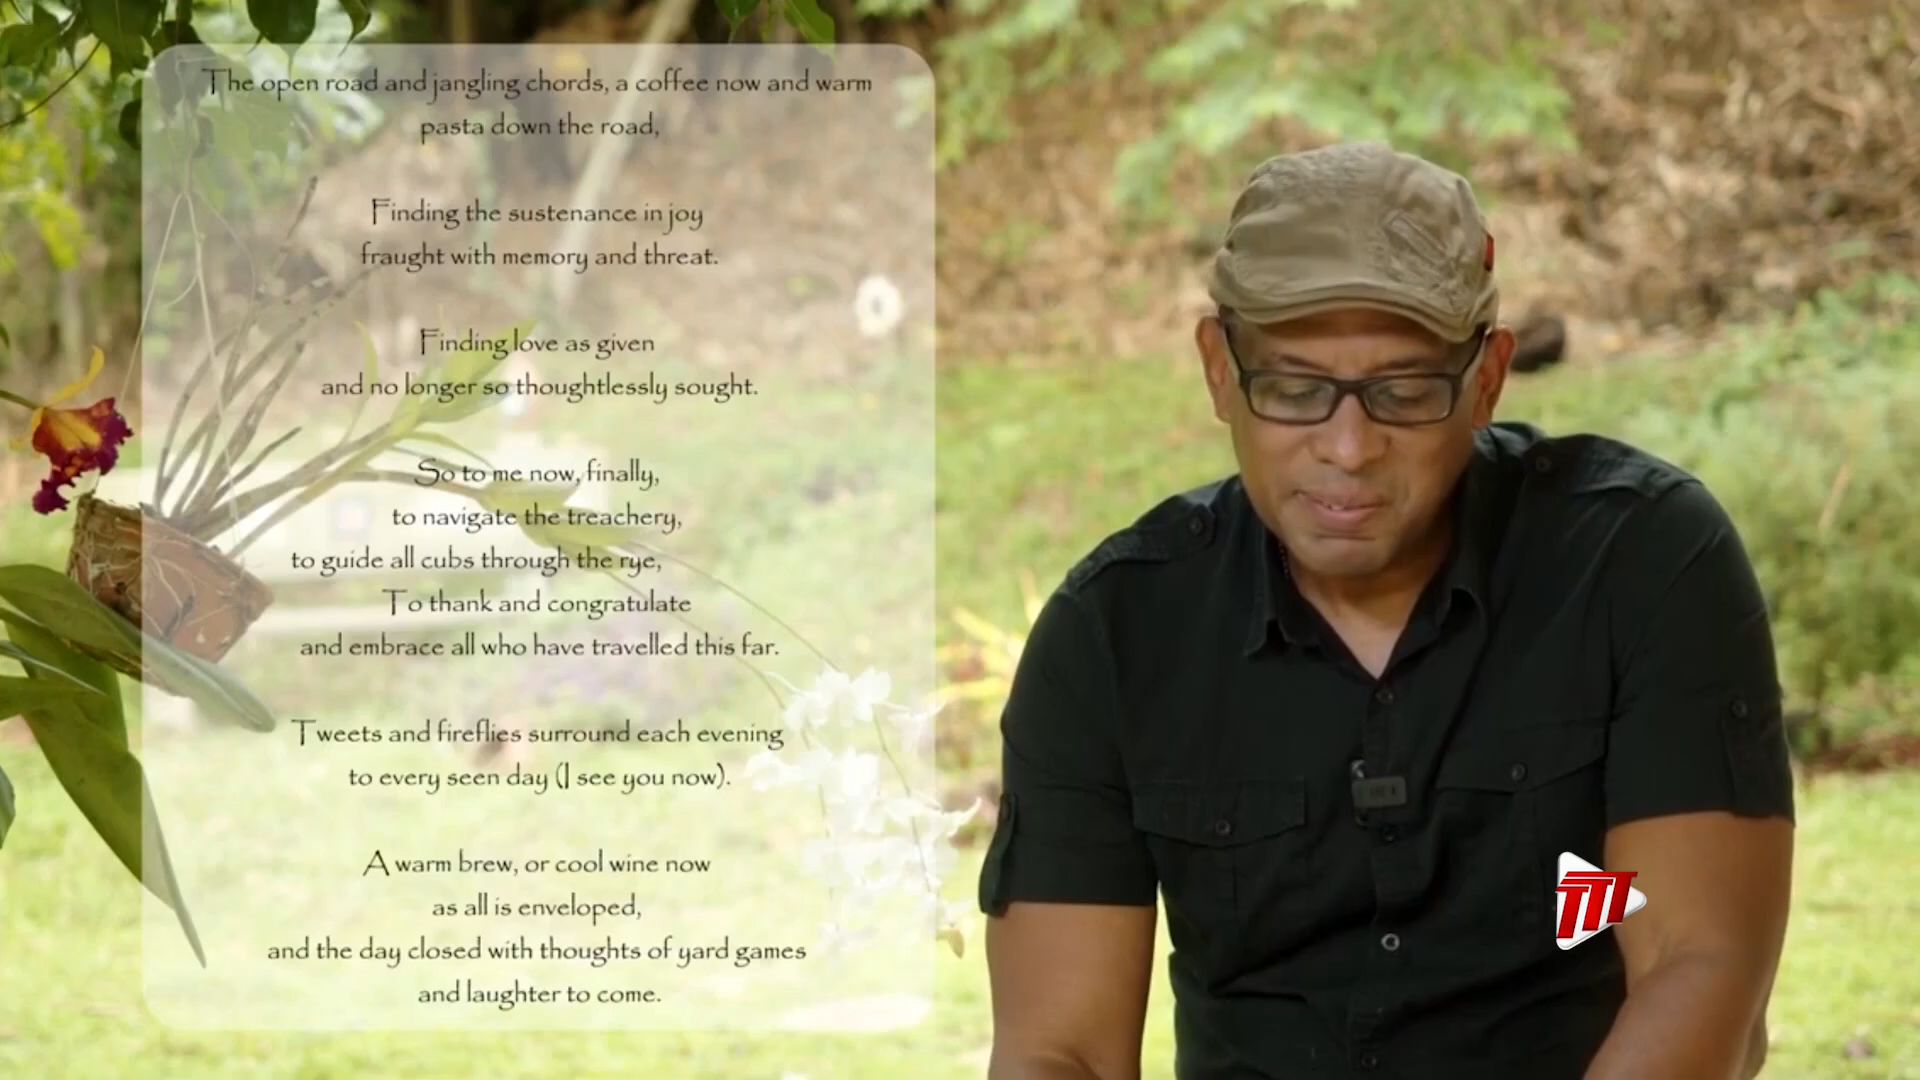 The open road and jangling chords, a coffee now and warm
pasta down the road,
Finding the sustenance in joy
fraught with memory and threat.
Finding love as given
and no longer so thoughtlessly sought.
So to me now, finally,
to navigate the treachery,
to guide all cubs through the rye,
To thank and congratulate
and embrace all who have travelled this far.
Tweets and fireflies surround each evening
to every seen day (I see you now).
A warm brew, or cool wine now
as all is enveloped,
and the day closed with thoughts of yard games
and laughter to come.
TTT